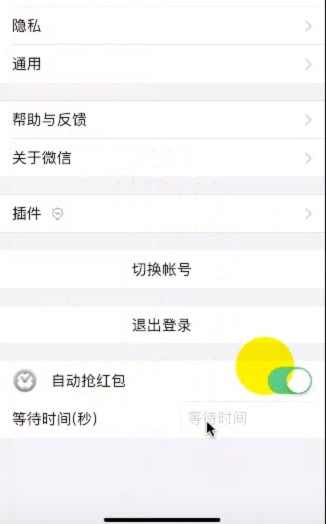 隐私
通用
帮助与反馈
关于微信
插件
切换帐号
退出登录
自动抢红包
等待时间(秒) 等待时间